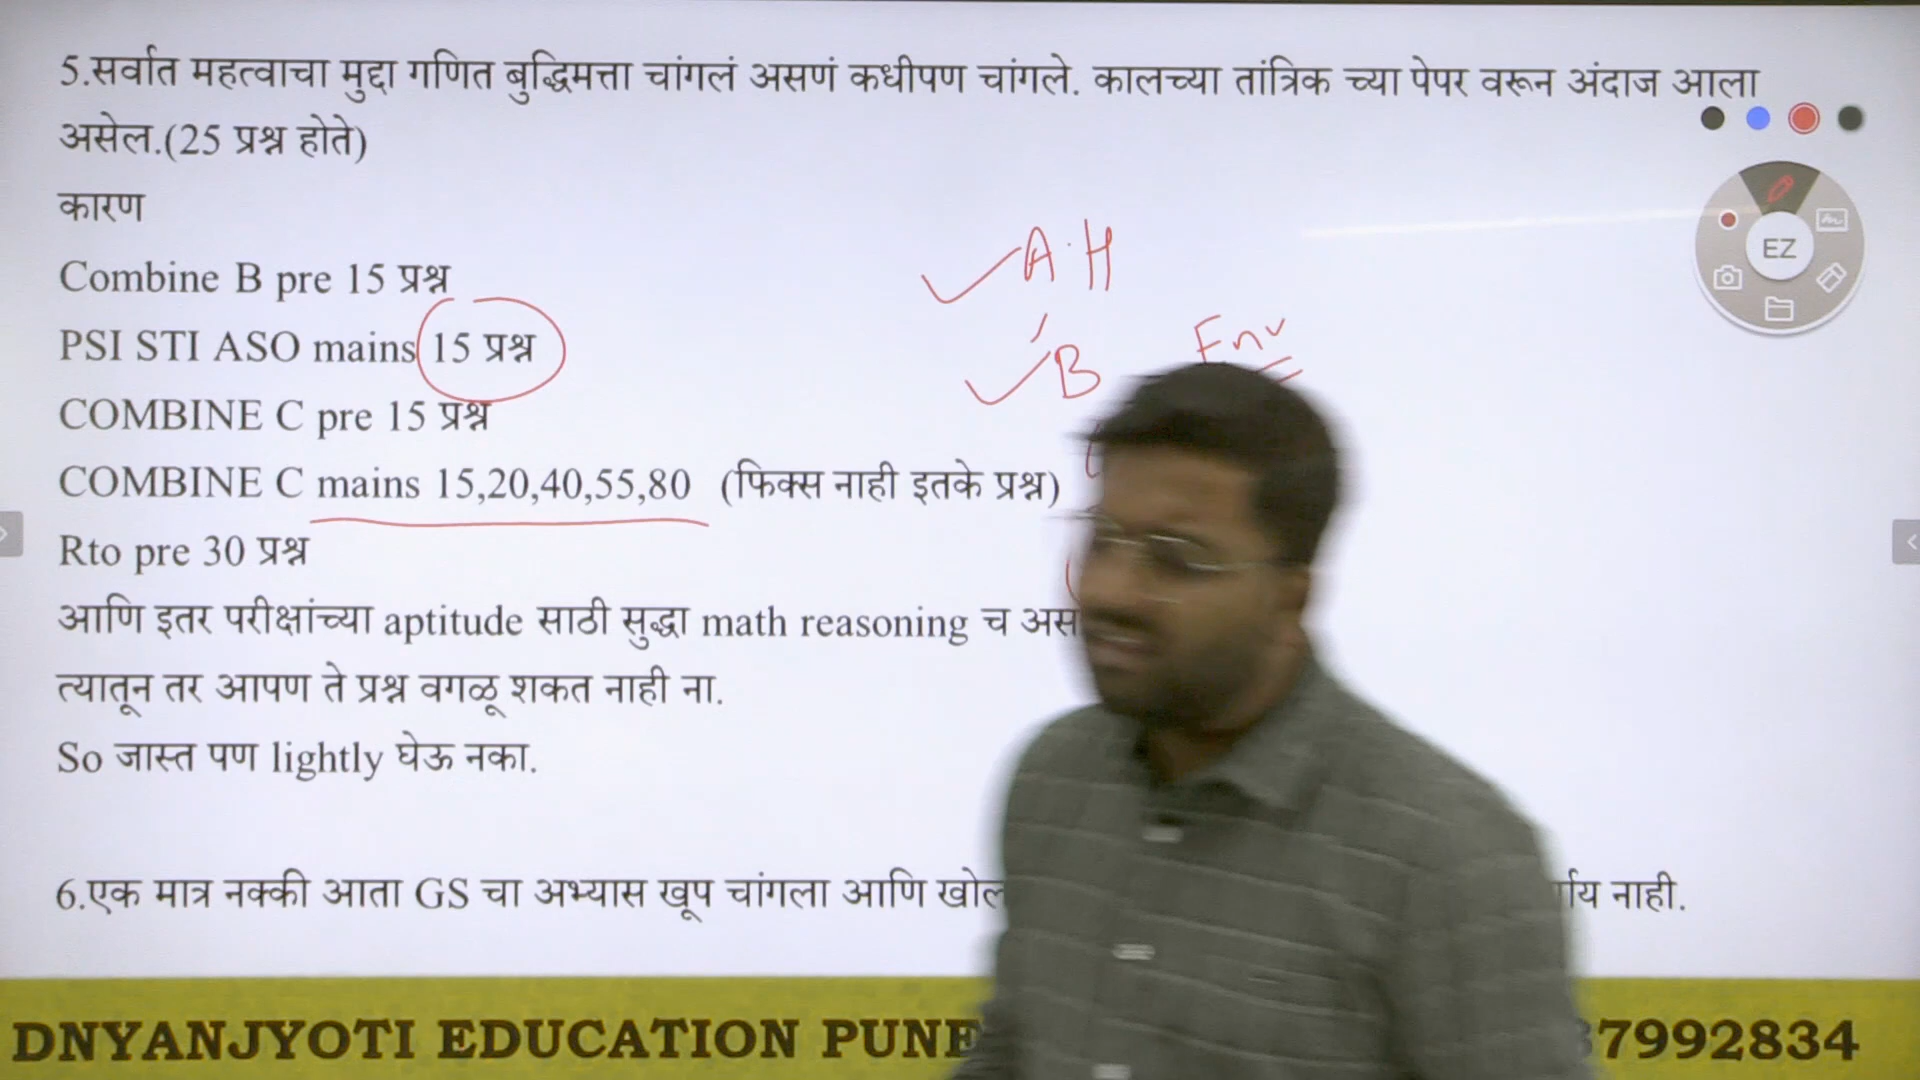 5.सर्वात महत्वाचा मुद्दा गणित बुद्धिमत्ता चांगलं असणं कधीपण चांगले. कालच्या तांत्रिक च्या पेपर वरून अंदाज आला
असेल.(25 प्रश्न होते)
कारण
Combine B pre 15 प्रश्न
A.H
PSI STI ASO mains 15 प्रश्न
B Env
COMBINE C pre 15 प्रश्न
COMBINE C mains 15,20,40,55,80 (फिक्स नाही इतके प्रश्न)
Rto pre 30 प्रश्न
आणि इतर परीक्षांच्या aptitude साठी सुद्धा math reasoning च
त्यातून तर आपण ते प्रश्न वगळू शकत नाही ना.
So जास्त पण lightly घेऊ नका.
6.एक मात्र नक्की आता GS चा अभ्यास खूप चांगला आणि नाही.
EZ
DNYANJYOTI EDUCATION PUNE 7992834